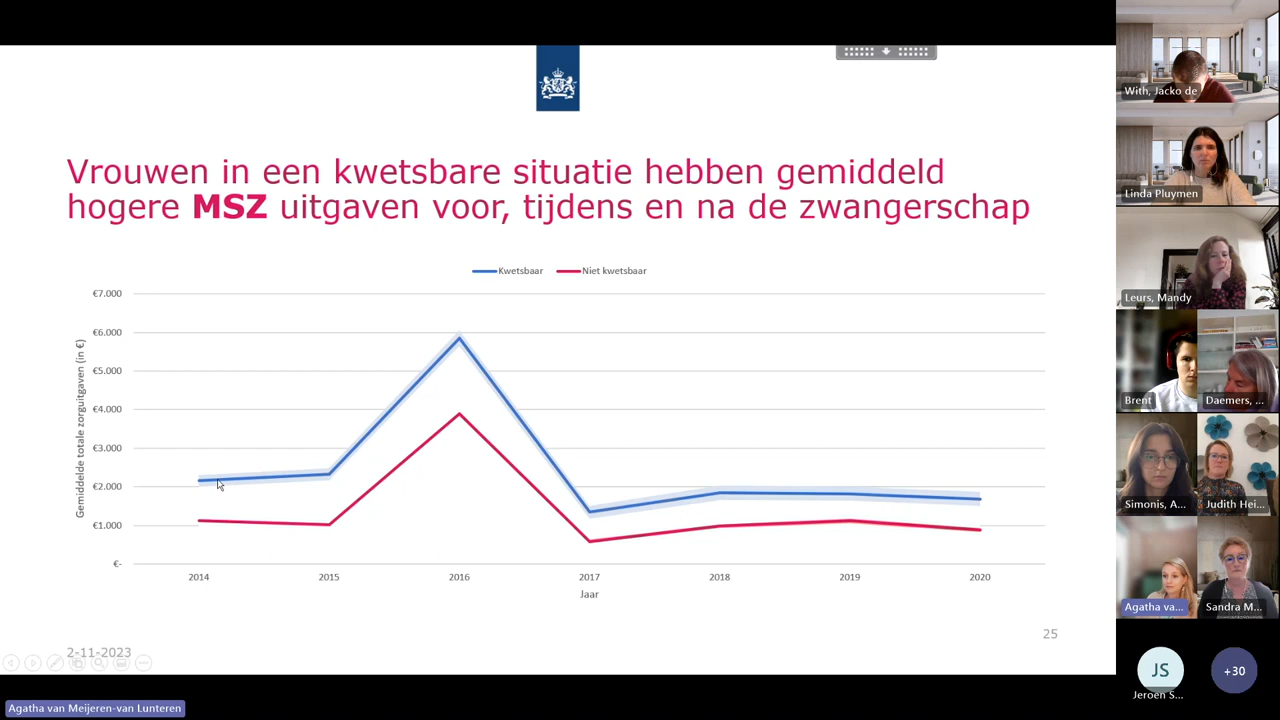 Vrouwen in een kwetsbare situatie hebben gemiddeld
hogere MSZ uitgaven voor, tijdens en na de zwangerschap
Kwetsbaar
Niet kwetsbaar
Gemiddelde totale zorguitgaven (in €)
€7.000
€6.000
€5.000
€4.000
€3.000
€2.000
€1.000
€-
2014 2015 2016 2017 2018 2019 2020
Jaar
25
2-11-2023
Agatha van Meijeren-van Lunteren
With, Jacko de
Linda Pluymen
Leurs, Mandy
Brent
Daemers, ...
Simonis, A...
Judith Hei...
Agatha va...
Sandra M...
JS
Jeroen S...
+30